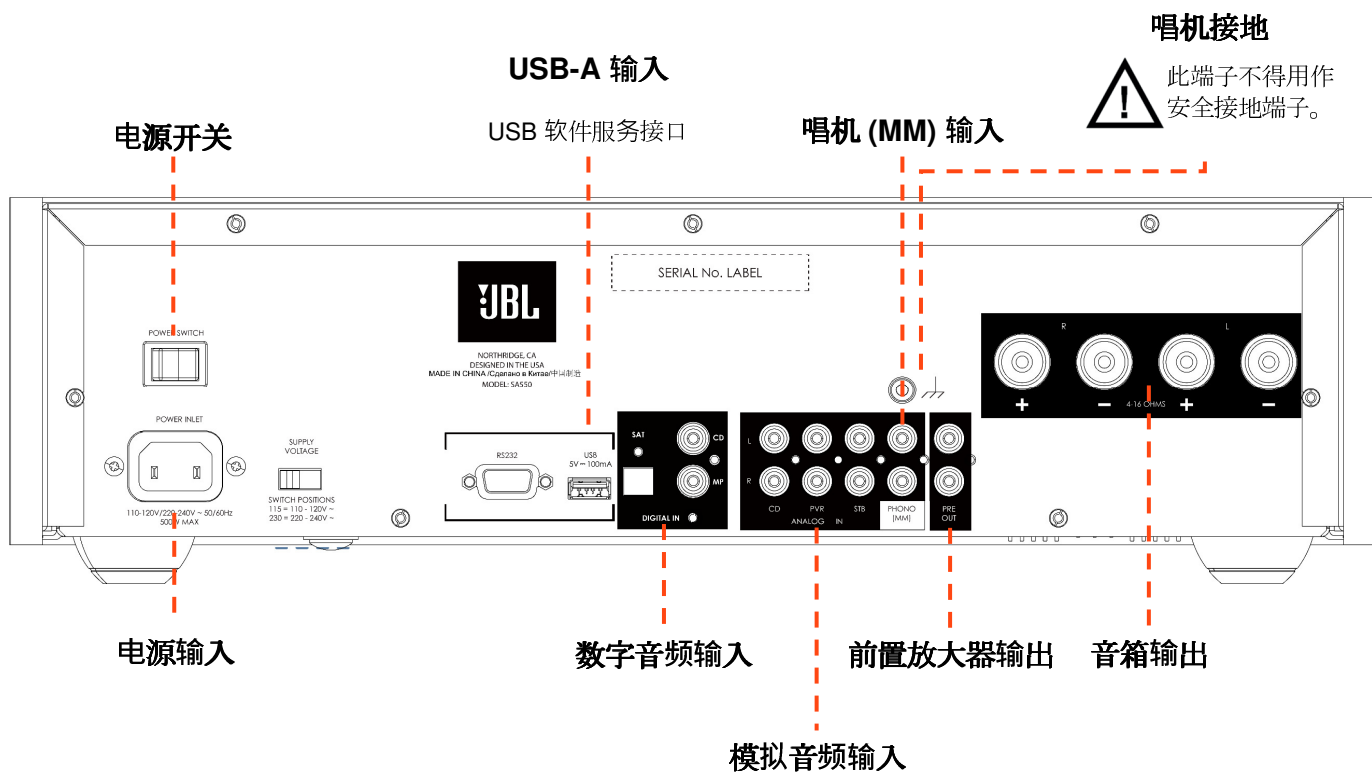 唱机接地
此端子不得用作
安全接地端子。
USB-A 输入
USB 软件服务接口
电源开关
唱机 (MM) 输入
SERIAL No. LABEL
JBL
NORTHRIDGE, CA
DESIGNED IN THE USA
MADE IN CHINA /Сделано в Китае/中国制造
MODEL: SA550
POWER SWITCH
R
L
+
−
4-16 OHMS
+
−
POWER INLET
110-120V/220-240V ~ 50/60Hz
500W MAX
SUPPLY
VOLTAGE
SWITCH POSITIONS
115 = 110 - 120V ~
230 = 220 - 240V ~
RS232
USB
5V⎓100mA
SAT
CD
MP
DIGITAL IN
L
R
CD
PVR
STB
PHONO
(MM)
ANALOG IN
PRE
OUT
电源输入
数字音频输入
前置放大器输出
音箱输出
模拟音频输入